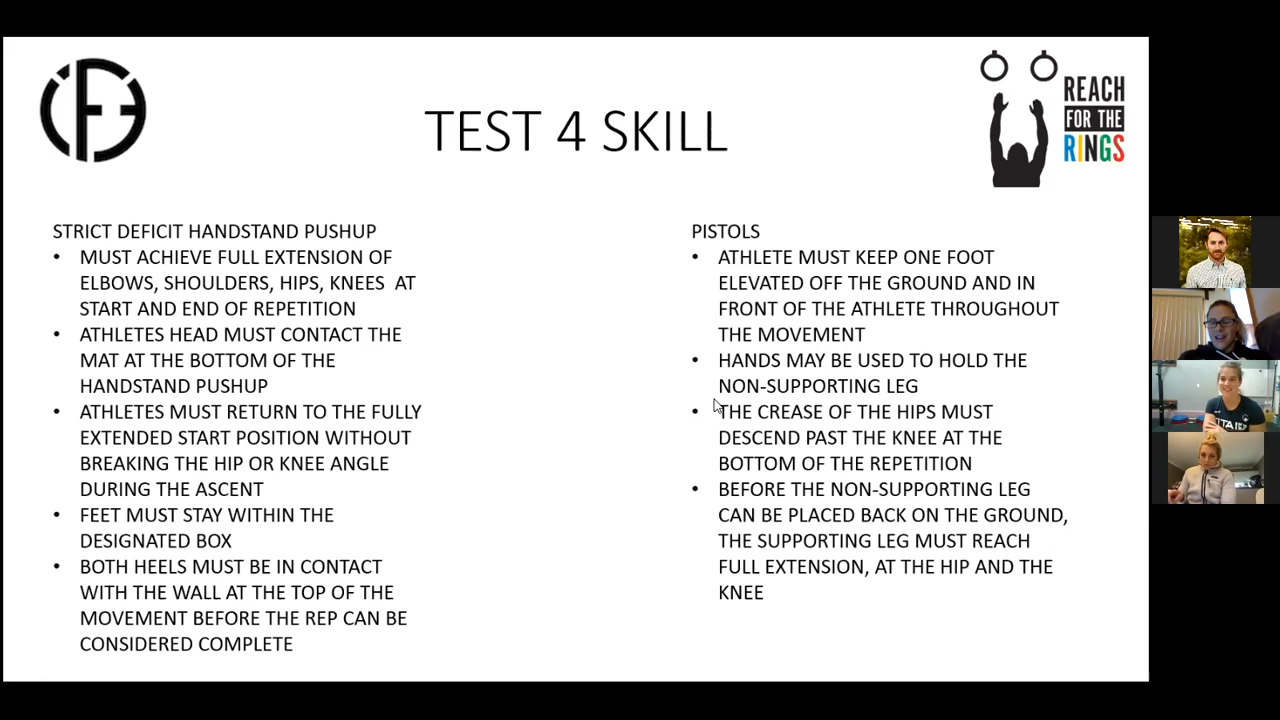 TEST 4 SKILL
REACH
FOR THE
RINGS
STRICT DEFICIT HANDSTAND PUSHUP
• MUST ACHIEVE FULL EXTENSION OF
ELBOWS, SHOULDERS, HIPS, KNEES AT
START AND END OF REPETITION
• ATHLETES HEAD MUST CONTACT THE
MAT AT THE BOTTOM OF THE
HANDSTAND PUSHUP
• ATHLETES MUST RETURN TO THE FULLY
EXTENDED START POSITION WITHOUT
BREAKING THE HIP OR KNEE ANGLE
DURING THE ASCENT
• FEET MUST STAY WITHIN THE
DESIGNATED BOX
• BOTH HEELS MUST BE IN CONTACT
WITH THE WALL AT THE TOP OF THE
MOVEMENT BEFORE THE REP CAN BE
CONSIDERED COMPLETE
PISTOLS
• ATHLETE MUST KEEP ONE FOOT
ELEVATED OFF THE GROUND AND IN
FRONT OF THE ATHLETE THROUGHOUT
THE MOVEMENT
• HANDS MAY BE USED TO HOLD THE
NON-SUPPORTING LEG
• THE CREASE OF THE HIPS MUST
DESCEND PAST THE KNEE AT THE
BOTTOM OF THE REPETITION
• BEFORE THE NON-SUPPORTING LEG
CAN BE PLACED BACK ON THE GROUND,
THE SUPPORTING LEG MUST REACH
FULL EXTENSION, AT THE HIP AND THE
KNEE